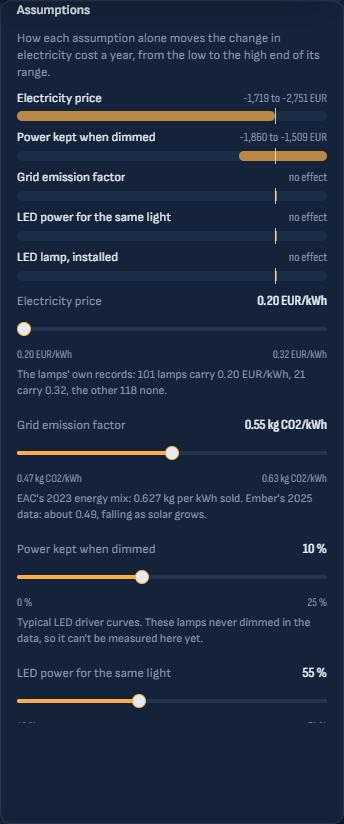 Assumptions
How each assumption alone moves the change in
electricity cost a year, from the low to the high end of its
range.
Electricity price -1,719 to -2,751 EUR
Power kept when dimmed -1,860 to -1,509 EUR
Grid emission factor no effect
LED power for the same light no effect
LED lamp, installed no effect
Electricity price 0.20 EUR/kWh
0.20 EUR/kWh 0.32 EUR/kWh
The lamps' own records: 101 lamps carry 0.20 EUR/kWh, 21
carry 0.32, the other 118 none.
Grid emission factor 0.55 kg CO2/kWh
0.47 kg CO2/kWh 0.63 kg CO2/kWh
EAC's 2023 energy mix: 0.627 kg per kWh sold. Ember's 2025
data: about 0.49, falling as solar grows.
Power kept when dimmed 10 %
0 % 25 %
Typical LED driver curves. These lamps never dimmed in the
data, so it can't be measured here yet.
LED power for the same light 55 %